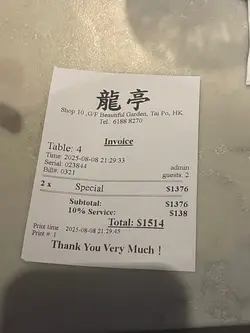 龍亭
Shop 10 ,G/F Beautiful Garden, Tai Po, HK
Tel. 6188 8270
Invoice
Table: 4
Time 2025-08-08 21:29:33 admin
Serial: 023844 guests: 2
Bill#: 0321
2 x Special $1376
Subtotal: $1376
10% Service: $138
Total: $1514
Print time 2025-08-08 21:29:45
Print #: 1
Thank You Very Much !